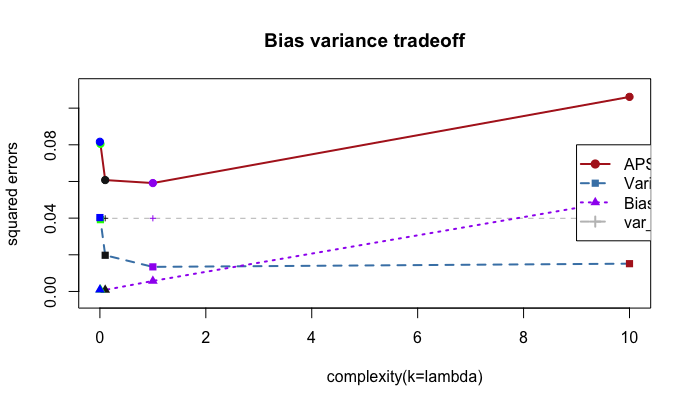 Bias variance tradeoff
squared errors
0.08
0.04
0.00
APS
Vari
Bias
var_
0 2 4 6 8 10
complexity(k=lambda)